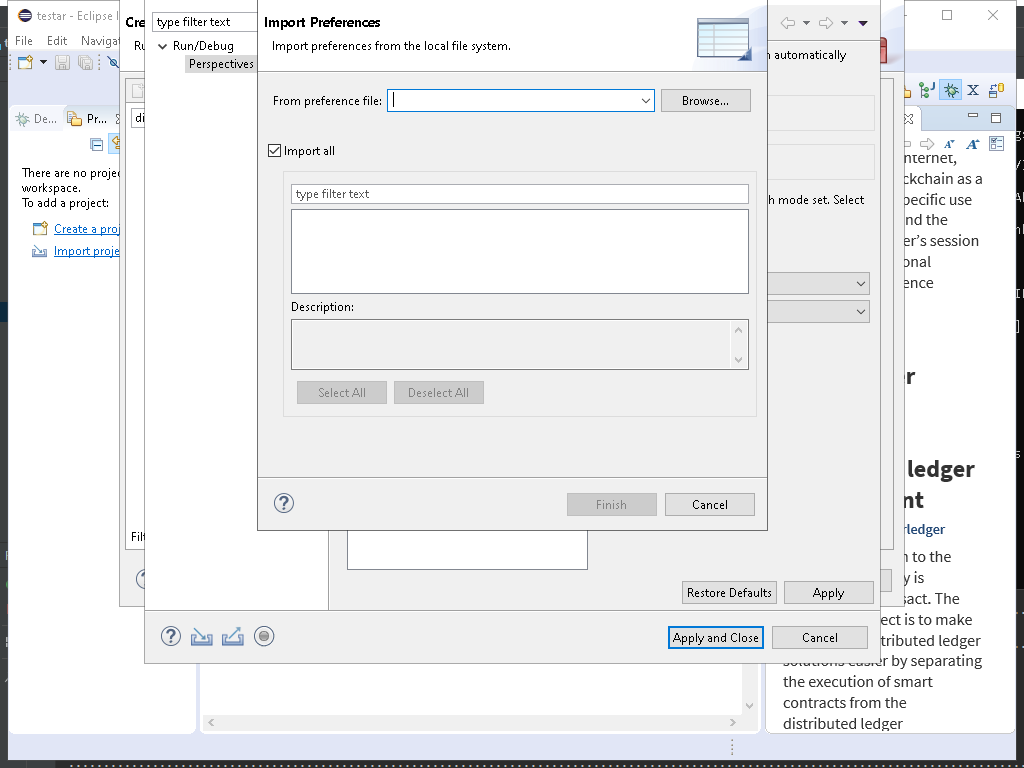 testar - Eclipse I
File Edit Navigat
De...
Pr...
There are no proje
workspace.
To add a project:
Create a proj
Import proje
Cre
Ru
di
Filt
type filter text
Run/Debug
Perspectives
Import Preferences
Import preferences from the local file system.
From preference file:
Browse...
Import all
type filter text
Description:
Select All
Deselect All
Finish
Cancel
automatically
h mode set. Select
Restore Defaults
Apply
Apply and Close
Cancel
nternet,
ckchain as a
pecific use
nd the
er's session
onal
ence
r
ledger
nt
rledger
n to the
y is
sact. The
ect is to make
tributed ledger
solutions easier by separating
the execution of smart
contracts from the
distributed ledger